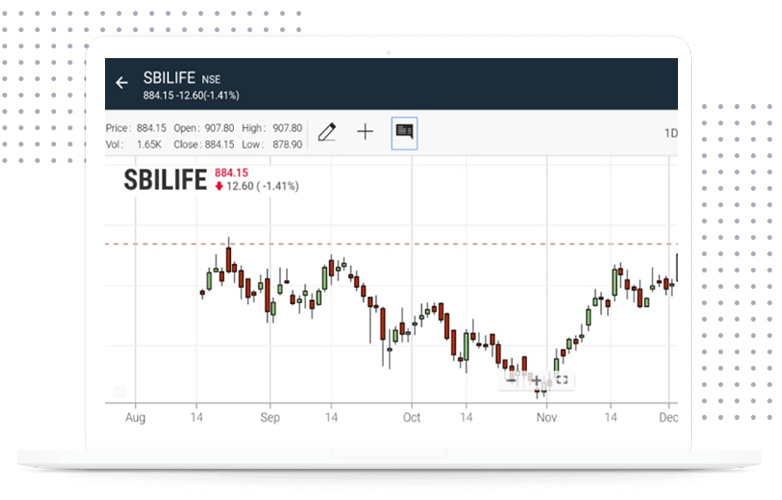 SBILIFE NSE
884.15 -12.60(-1.41%)
Price: 884.15 Open: 907.80 High: 907.80
Vol: 1.65K Close: 884.15 Low: 878.90
1D
SBILIFE 884.15
12.60 ( -1.41%)
Aug 14 Sep 14 Oct 14 Nov 14 Dec